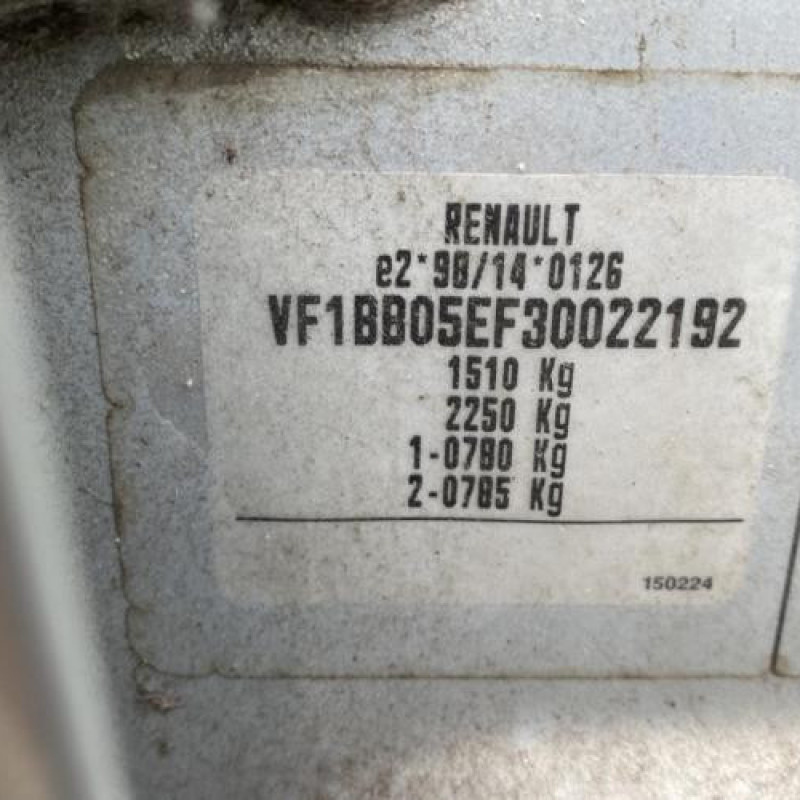 RENAULT
e2*98/14*0126
VF1BB05EF30022192
1510 Kg
2250 Kg
1-0780 Kg
2-0785 Kg
150224